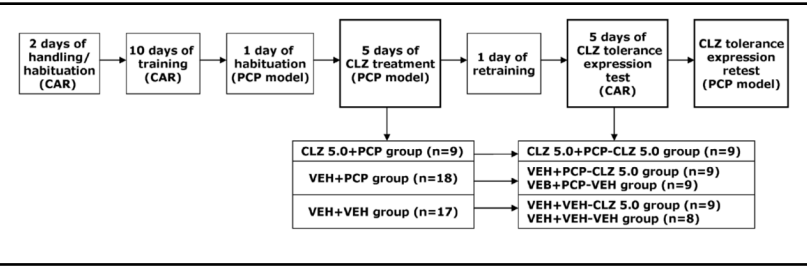 2 days of
handling/
habituation
(CAR)
10 days of
training
(CAR)
1 day of
habituation
(PCP model)
5 days of
CLZ treatment
(PCP model)
1 day of
retraining
5 days of
CLZ tolerance
expression
test
(CAR)
CLZ tolerance
expression
retest
(PCP model)
CLZ 5.0+PCP group (n=9)
CLZ 5.0+PCP-CLZ 5.0 group (n=9)
VEH+PCP group (n=18)
VEH+PCP-CLZ 5.0 group (n=9)
VEB+PCP-VEH group (n=9)
VEH+VEH group (n=17)
VEH+VEH-CLZ 5.0 group (n=9)
VEH+VEH-VEH group (n=8)